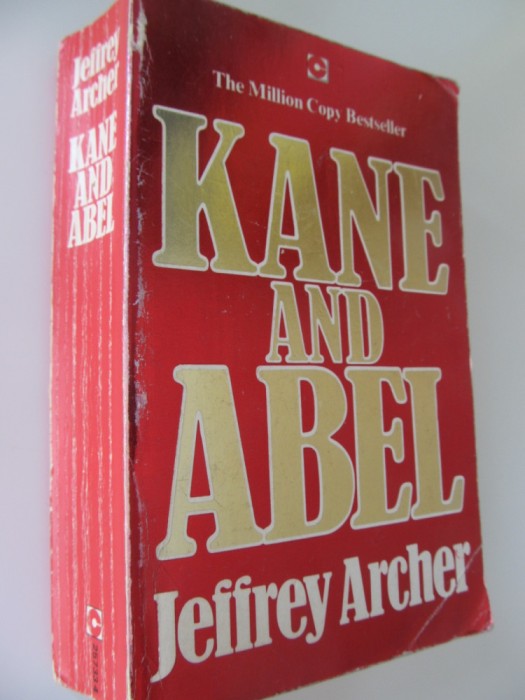 Jeffrey
Archer
KANE
AND
ABEL
The Million Copy Bestseller
KANE
AND
ABEL
Jeffrey Archer